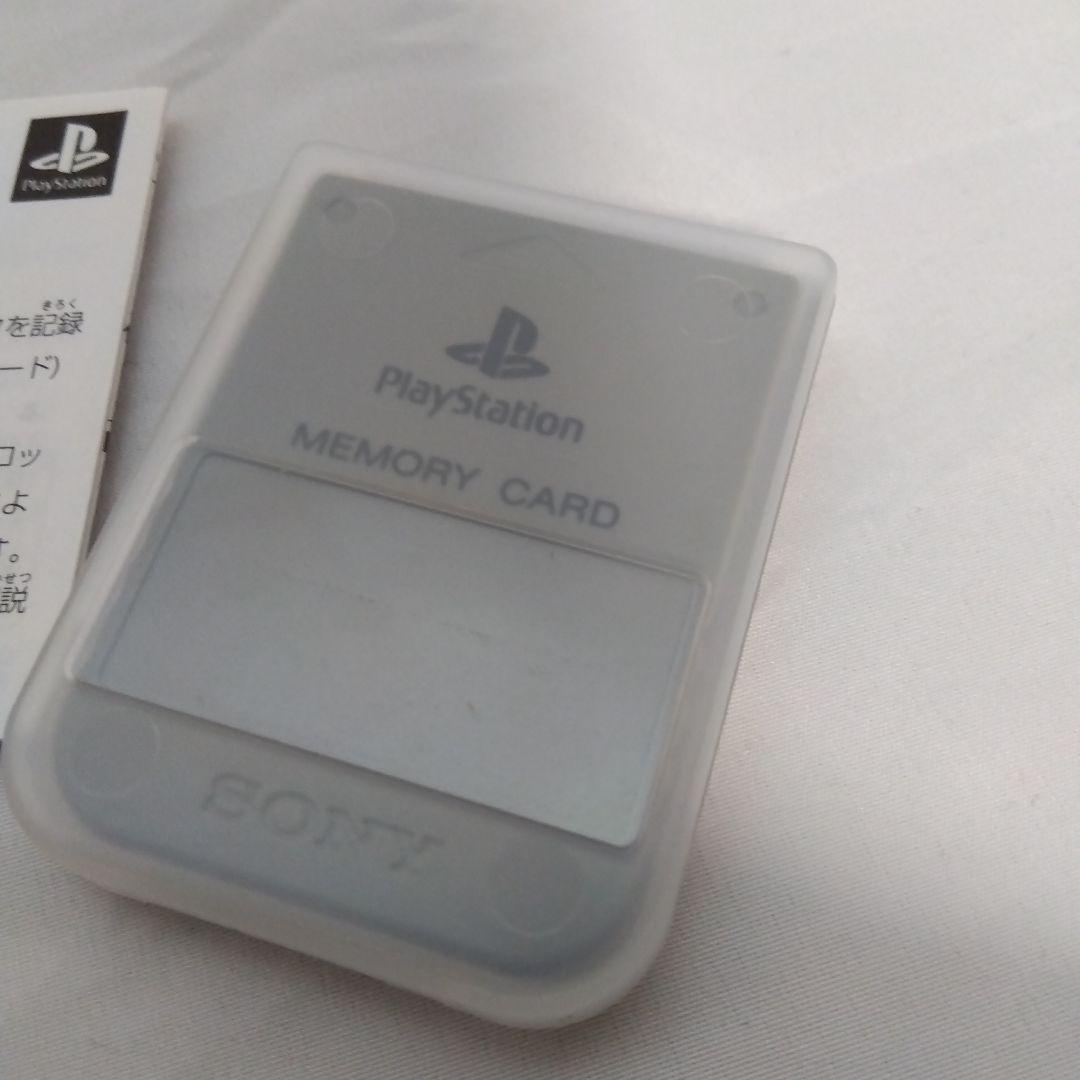 PlayStation
を記録
きろく
ード)
ロッ
よ
す。
せつ
説
PlayStation
MEMORY CARD
SONY